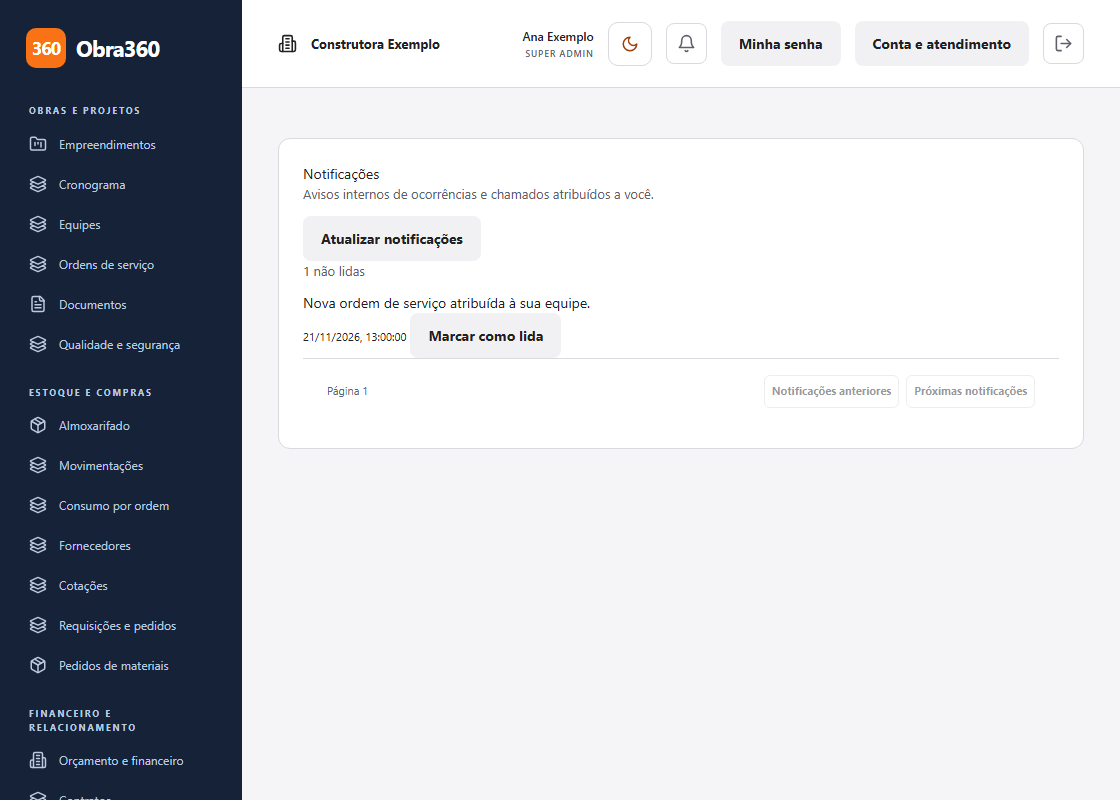 360 Obra360
OBRAS E PROJETOS
Empreendimentos
Cronograma
Equipes
Ordens de serviço
Documentos
Qualidade e segurança
ESTOQUE E COMPRAS
Almoxarifado
Movimentações
Consumo por ordem
Fornecedores
Cotações
Requisições e pedidos
Pedidos de materiais
FINANCEIRO E
RELACIONAMENTO
Orçamento e financeiro
Contratos
Construtora Exemplo
Ana Exemplo
SUPER ADMIN
Minha senha
Conta e atendimento
Notificações
Avisos internos de ocorrências e chamados atribuídos a você.
Atualizar notificações
1 não lidas
Nova ordem de serviço atribuída à sua equipe.
21/11/2026, 13:00:00 Marcar como lida
Página 1
Notificações anteriores
Próximas notificações